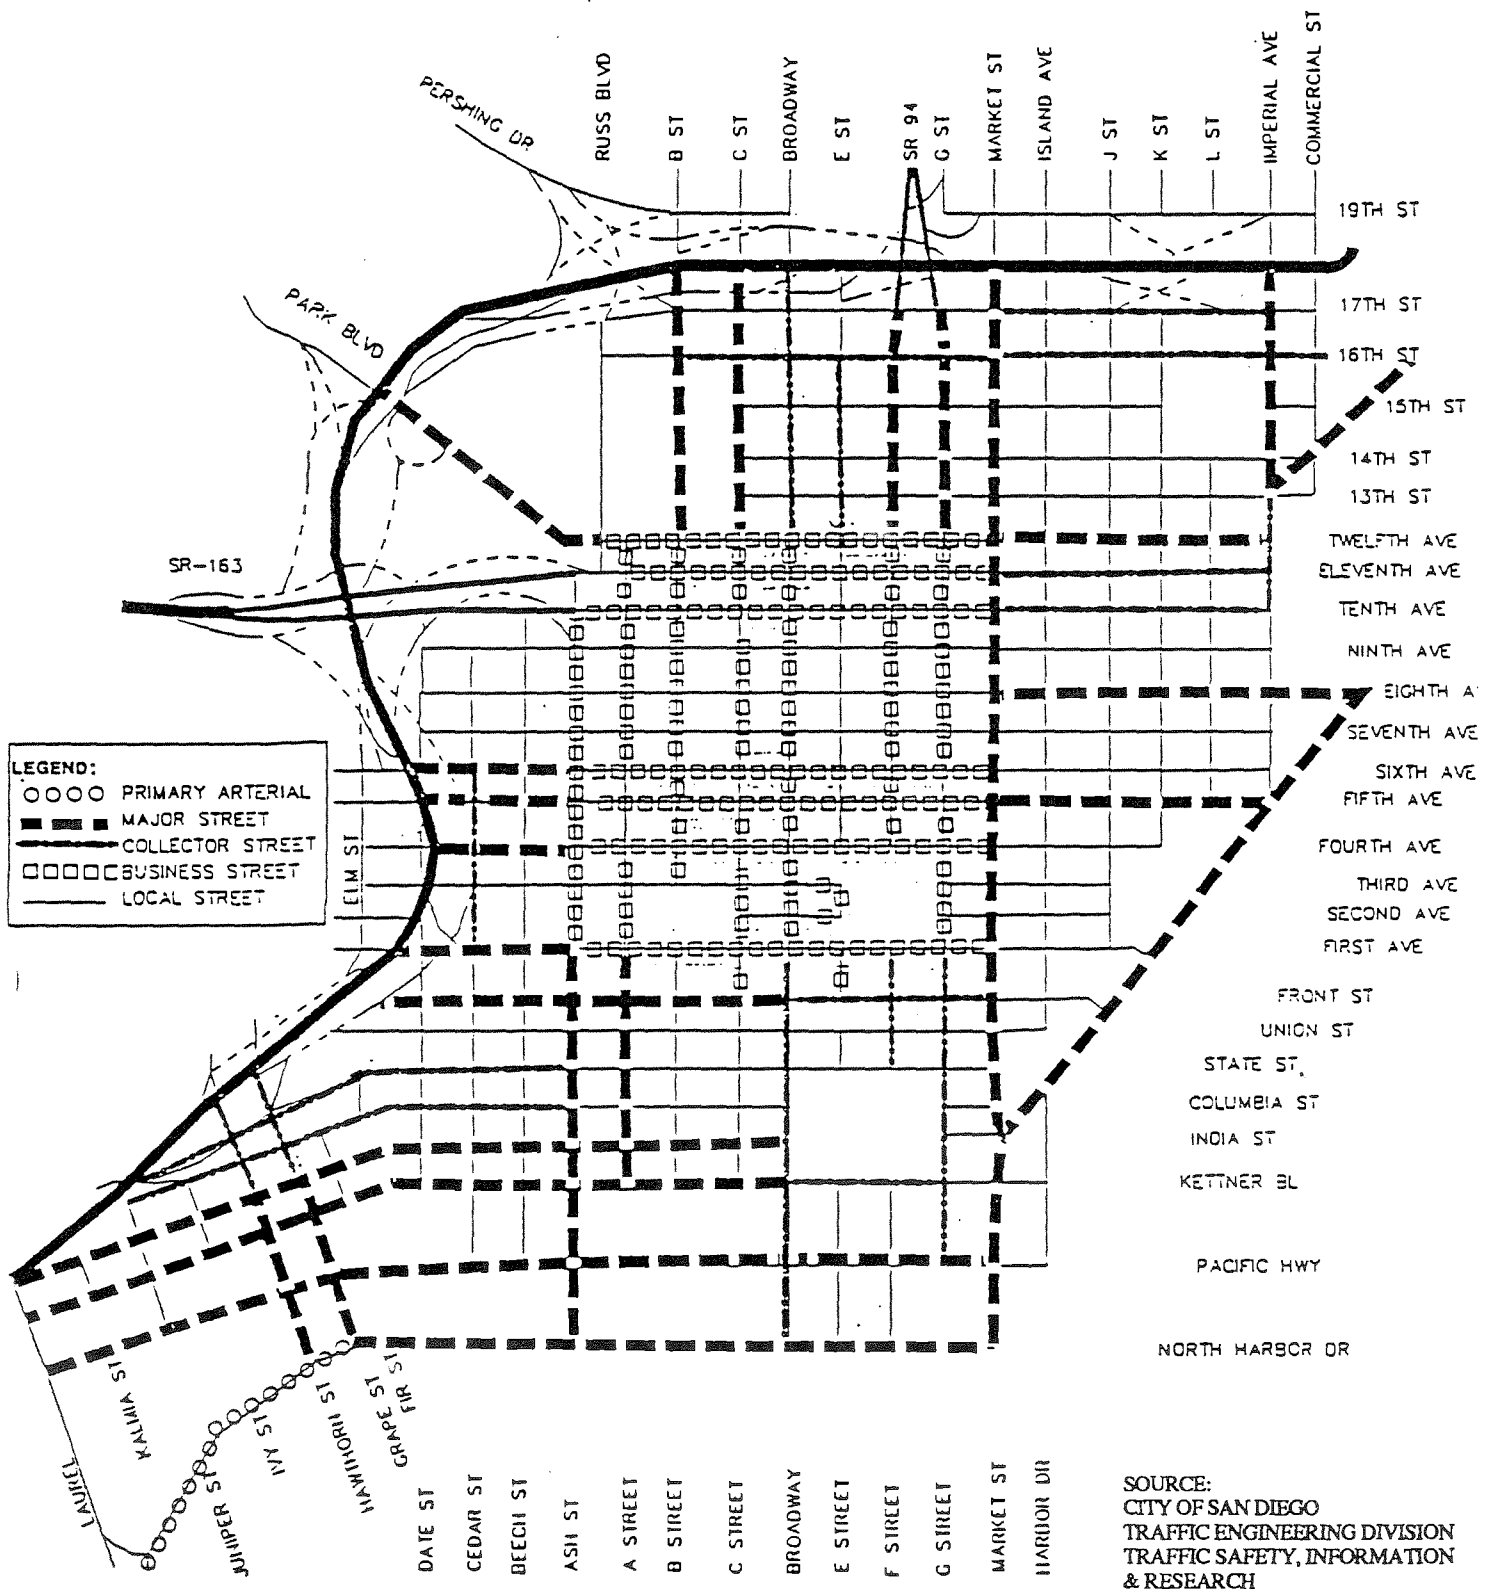 PERSHING DR
RUSS BLVD
B ST
C ST
BROADWAY
E ST
SR 94
G ST
MARKET ST
ISLAND AVE
J ST
K ST
L ST
IMPERIAL AVE
COMMERCIAL ST
19TH ST
PARK BLVD
17TH ST
16TH ST
15TH ST
14TH ST
13TH ST
TWELFTH AVE
SR-163
ELEVENTH AVE
TENTH AVE
NINTH AVE
EIGHTH A
SEVENTH AVE
SIXTH AVE
FIFTH AVE
FOURTH AVE
THIRD AVE
SECOND AVE
FIRST AVE
LEGEND:
PRIMARY ARTERIAL
MAJOR STREET
COLLECTOR STREET
BUSINESS STREET
LOCAL STREET
ELM ST
FRONT ST
UNION ST
STATE ST.
COLUMBIA ST
INDIA ST
KETTNER BL
PACIFIC HWY
NORTH HARBOR DR
LAUREL
KALMIA ST
JUNIPER ST
IVY ST
HAWTHORN ST
GRAPE ST
FIR ST
DATE ST
CEDAR ST
BEECH ST
ASH ST
A STREET
B STREET
C STREET
BROADWAY
E STREET
F STREET
G STREET
MARKET ST
HARBOR DR
SOURCE:
CITY OF SAN DIEGO
TRAFFIC ENGINEERING DIVISION
TRAFFIC SAFETY, INFORMATION
& RESEARCH